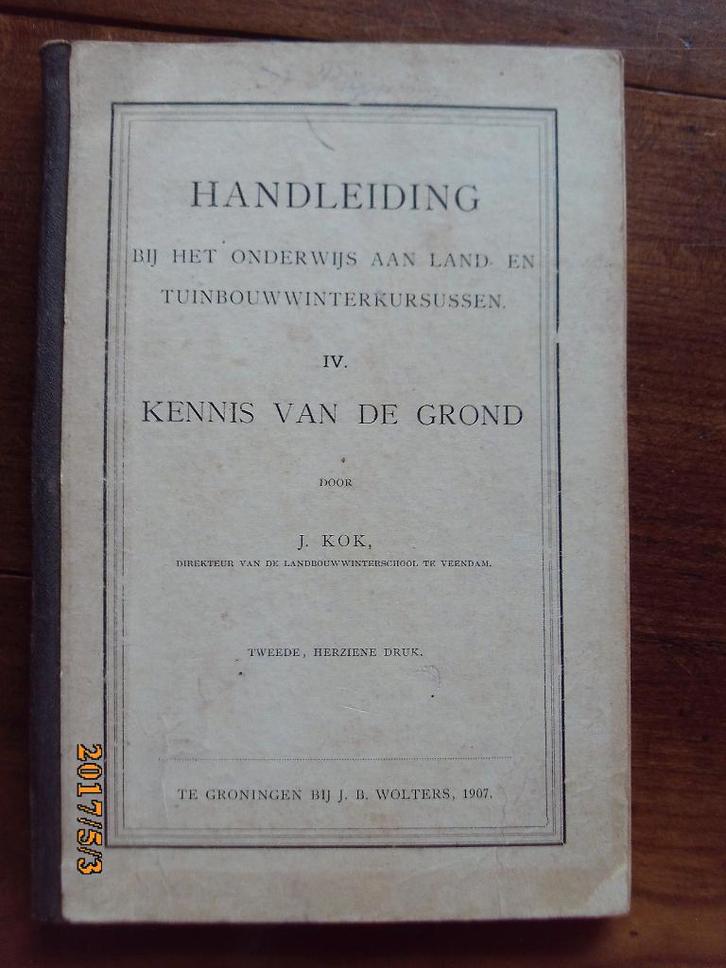 HANDLEIDING
BIJ HET ONDERWIJS AAN LAND- EN
TUINBOUWWINTERKURSUSSEN.
IV.
KENNIS VAN DE GROND
DOOR
J. KOK,
DIREKTEUR VAN DE LANDBOUWWINTERSCHOOL TE VEENDAM.
TWEEDE, HERZIENE DRUK.
TE GRONINGEN BIJ J. B. WOLTERS, 1907.
2017/5/3